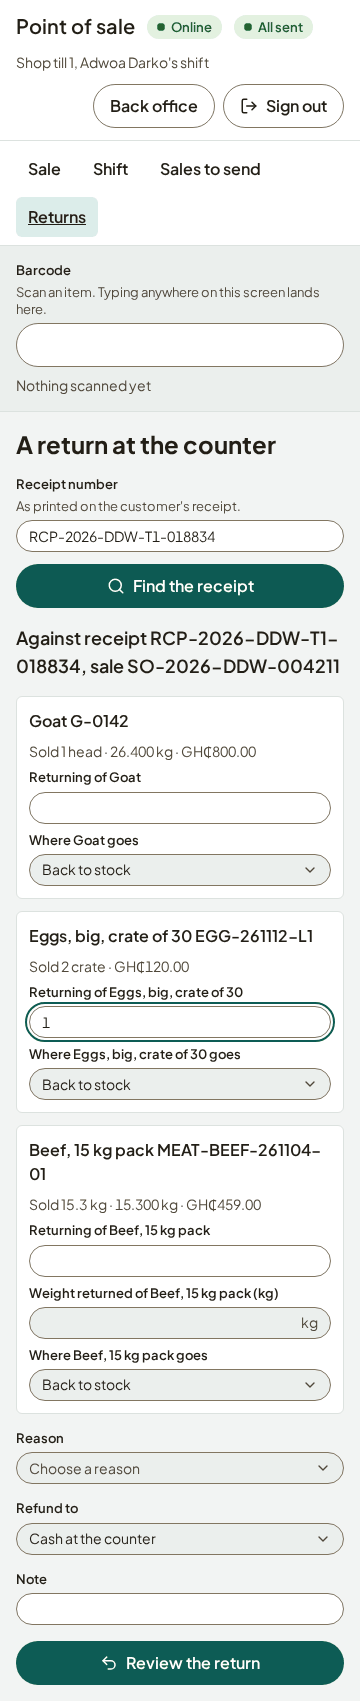 Point of sale
Online
All sent
Shop till 1, Adwoa Darko's shift
Back office
Sign out
Sale
Shift
Sales to send
Returns
Barcode
Scan an item. Typing anywhere on this screen lands
here.
Nothing scanned yet
A return at the counter
Receipt number
As printed on the customer's receipt.
RCP-2026-DDW-T1-018834
Find the receipt
Against receipt RCP-2026-DDW-T1-
018834, sale SO-2026-DDW-004211
Goat G-0142
Sold 1 head · 26.400 kg · GH₵800.00
Returning of Goat
Where Goat goes
Back to stock
Eggs, big, crate of 30 EGG-261112-L1
Sold 2 crate · GH₵120.00
Returning of Eggs, big, crate of 30
1
Where Eggs, big, crate of 30 goes
Back to stock
Beef, 15 kg pack MEAT-BEEF-261104-
01
Sold 15.3 kg · 15.300 kg · GH₵459.00
Returning of Beef, 15 kg pack
Weight returned of Beef, 15 kg pack (kg)
kg
Where Beef, 15 kg pack goes
Back to stock
Reason
Choose a reason
Refund to
Cash at the counter
Note
Review the return